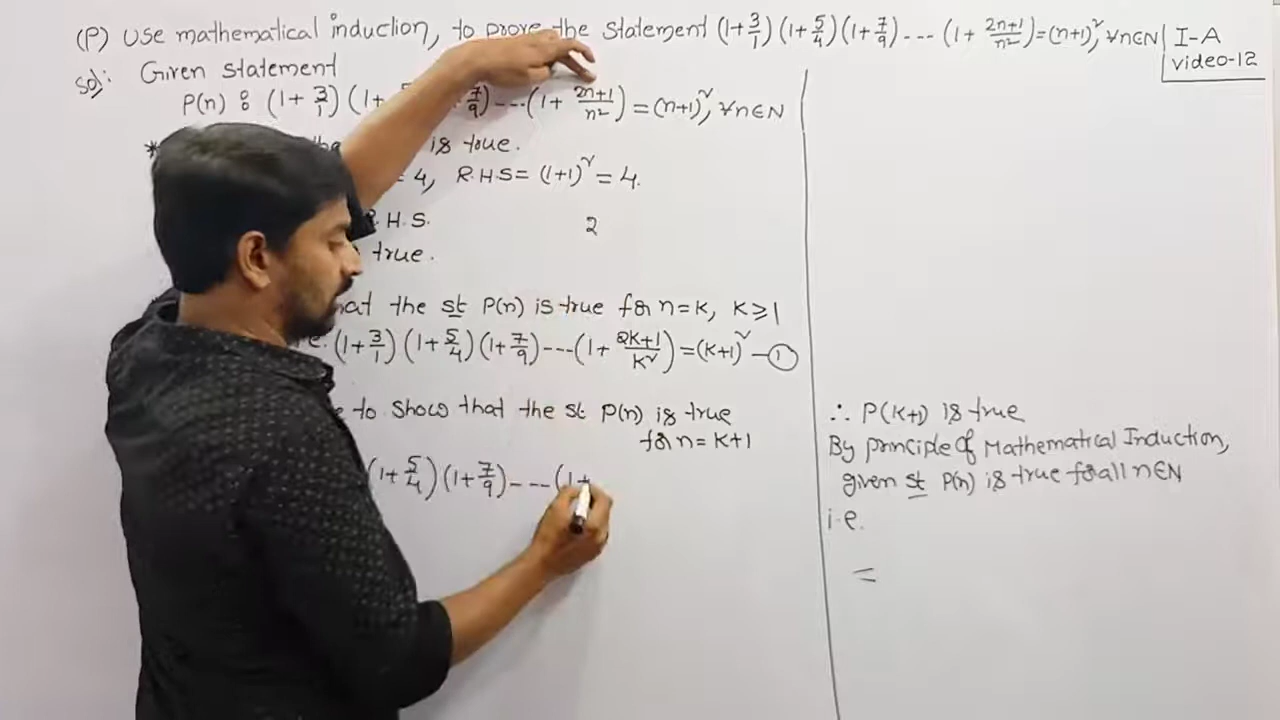 (P) Use mathematical induction, to prove the statement (1+3/1)(1+5/4)(1+7/9)---(1+ 2n+1/n²)=(n+1)², ∀n∈N
I-A
video-12
Sol: Given statement
P(n) : (1+ 3/1)(1+ 7/9)---(1+ 2n+1/n²)=(n+1)², ∀n∈N
* is true.
= 4, R.H.S= (1+1)² = 4.
R.H.S. 2
true.
that the st P(n) is true for n=K, K≥1
(1+3/1)(1+5/4)(1+7/9)---(1+ 2K+1/K²)=(K+1)² —①
to show that the st P(n) is true
for n= K+1
(1+5/4)(1+7/9)-----(1+
∴ P(K+1) is true
By principle of Mathematical Induction,
given st P(n) is true for all n∈N
i.e.
=